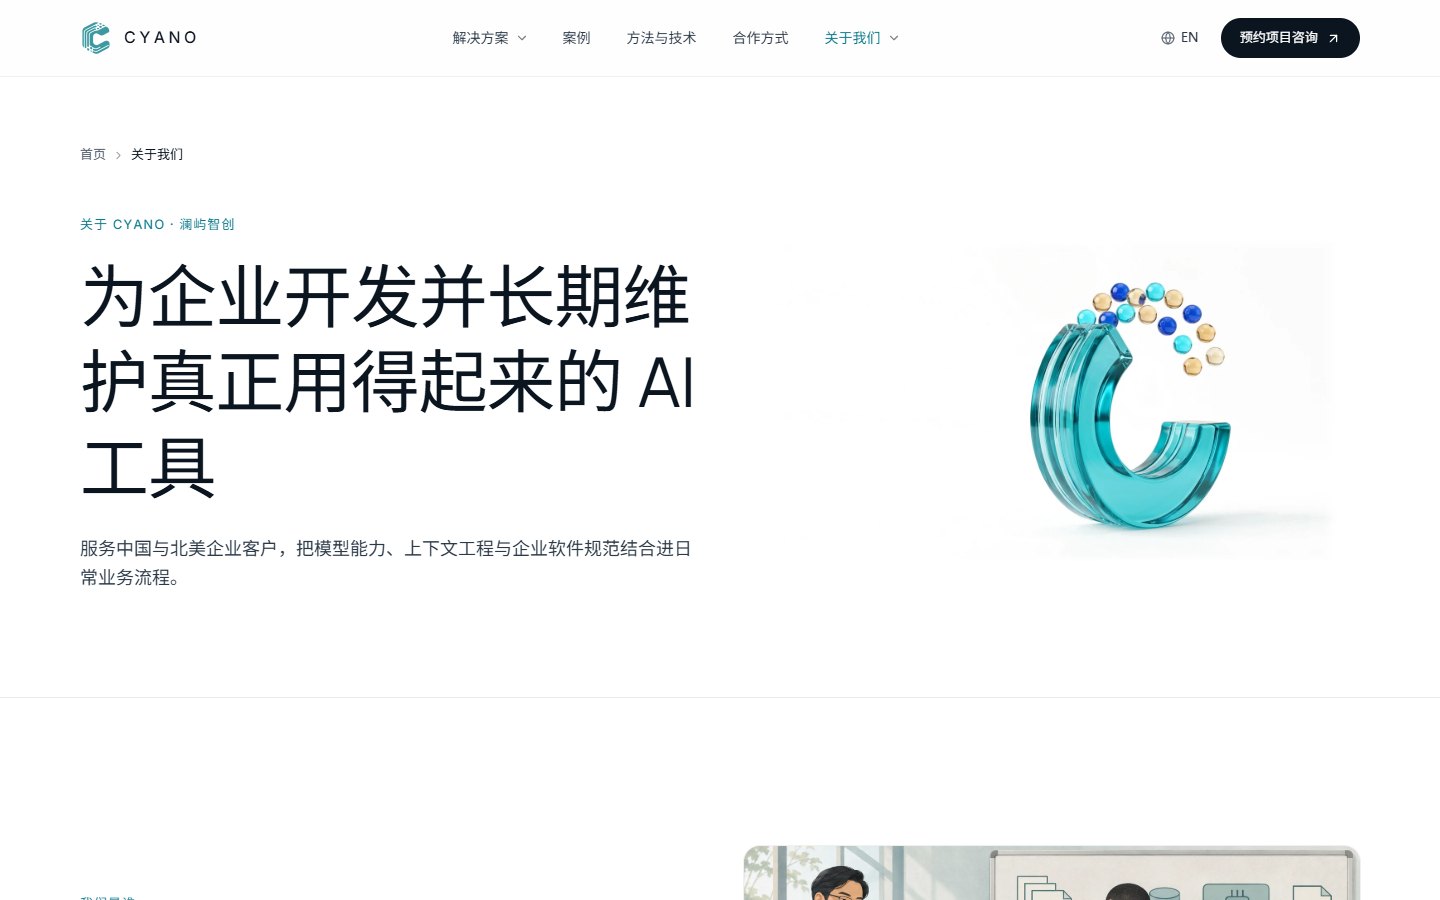 CYANO
解决方案
案例
方法与技术
合作方式
关于我们
EN
预约项目咨询
首页 > 关于我们
关于 CYANO · 澜屿智创
为企业开发并长期维
护真正用得起来的 AI
工具
服务中国与北美企业客户，把模型能力、上下文工程与企业软件规范结合进日
常业务流程。